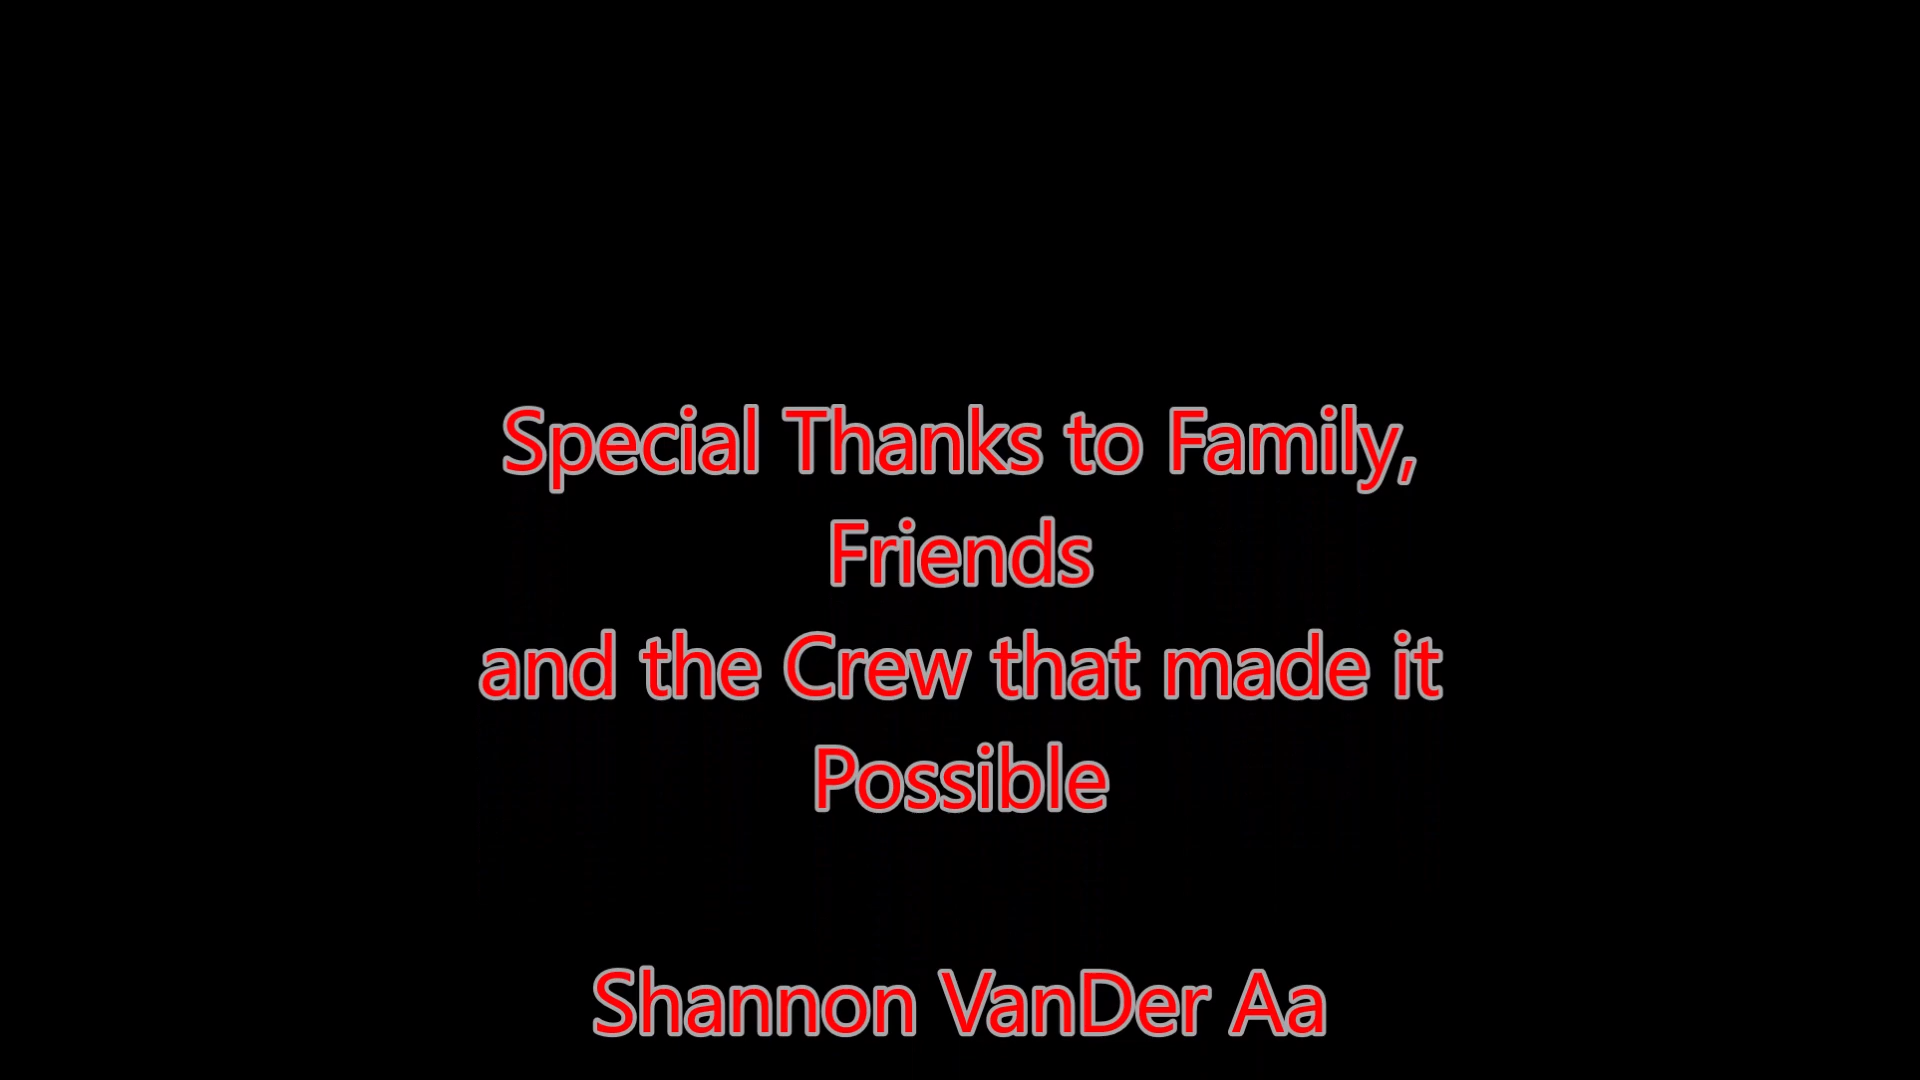 Special Thanks to Family,
Friends
and the Crew that made it
Possible
Shannon VanDer Aa